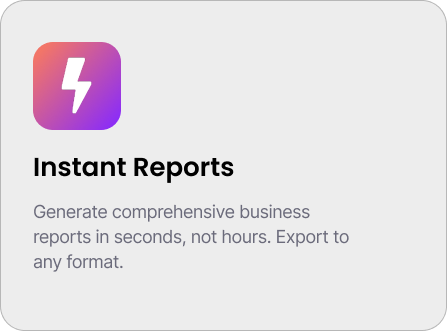 Instant Reports
Generate comprehensive business
reports in seconds, not hours. Export to
any format.